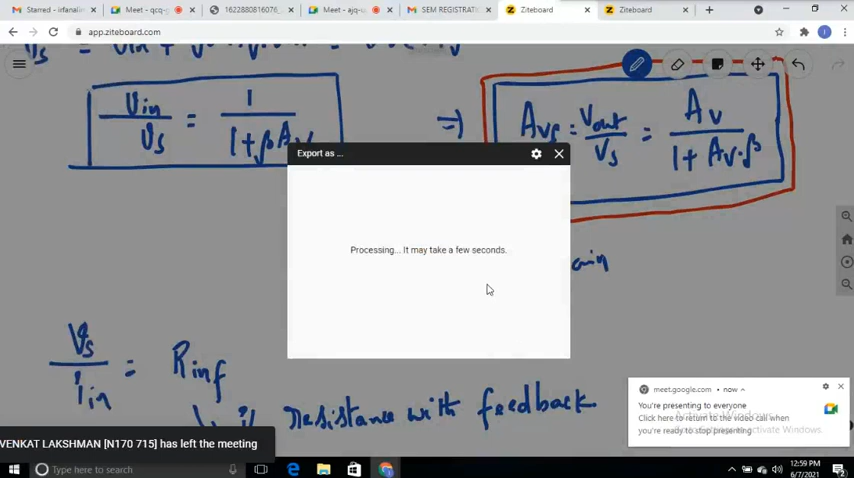 Starred - irfanali
Meet - qcq-g
1622880816076_
Meet - ajq-u
SEM REGISTRATI
Ziteboard
Ziteboard
app.ziteboard.com
Vin / Vs = 1 / 1+βAv
=> Avs = Vout / Vs = Av / 1+Av.β
Export as ...
Processing... It may take a few seconds.
ain
Vs / iin = Rinf
resistance with feedback
meet.google.com • now
You're presenting to everyone
Click here to return to the video call when
you're ready to stop presenting
VENKAT LAKSHMAN [N170 715] has left the meeting
Type here to search
12:59 PM
6/7/2021